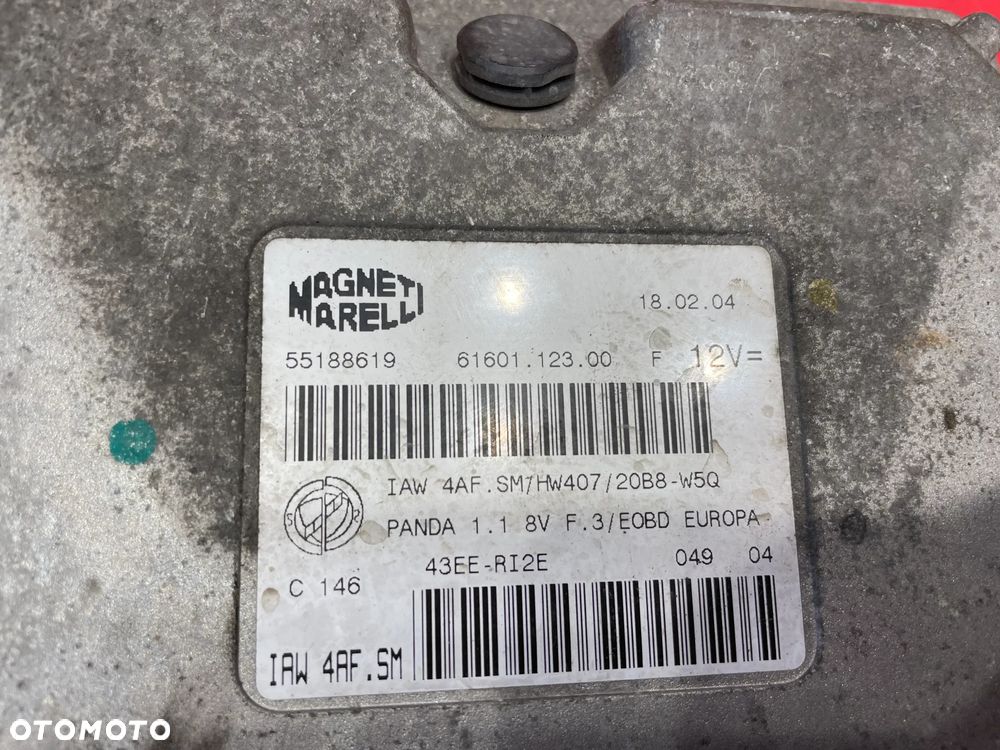 MAGNETI
MARELLI
18.02.04
55188619 61601.123.00 F 12V=
IAW 4AF.SM/HW407/20B8-W5Q
S R
PANDA 1.1 8V F.3/EOBD EUROPA
43EE-RI2E 049 04
C 146
IAW 4AF.SM
OTOMOTO